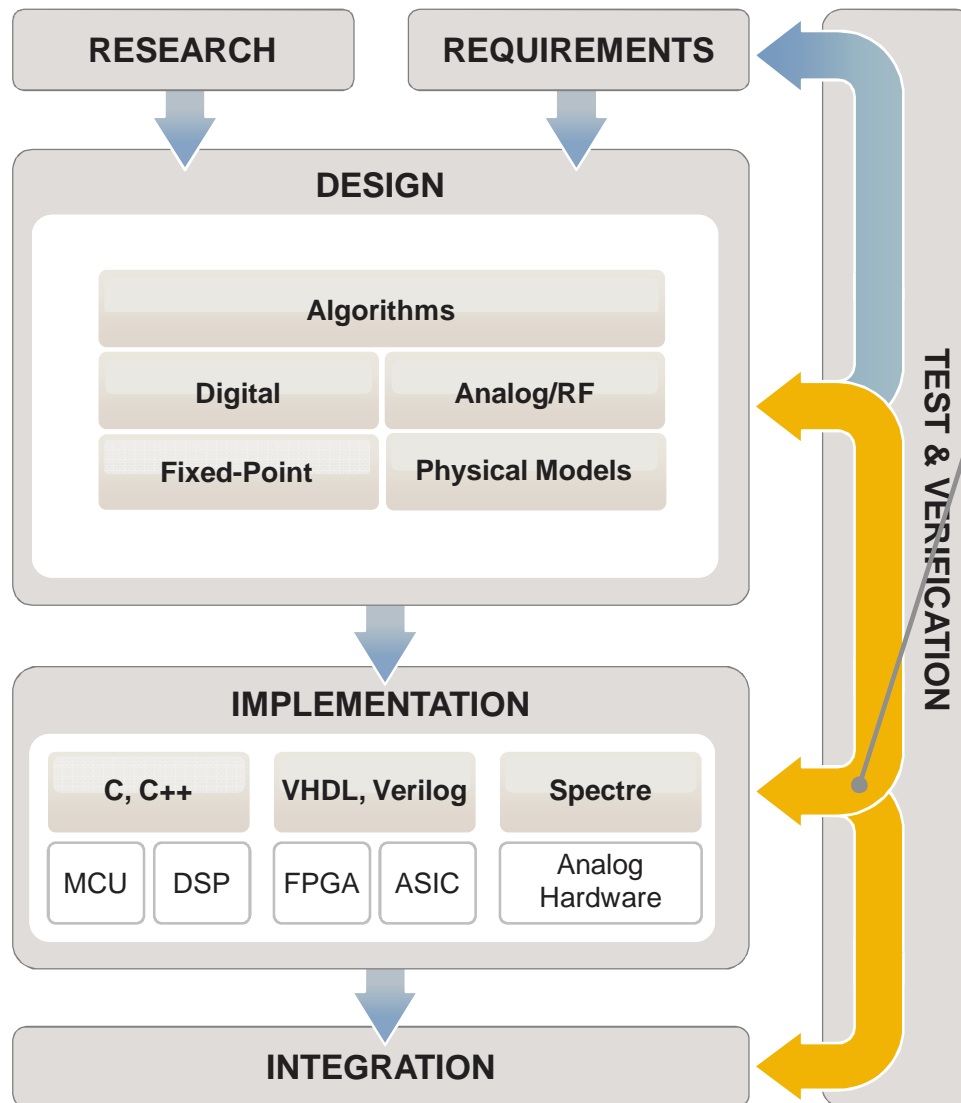 RESEARCH
REQUIREMENTS
DESIGN
Algorithms
Digital
Analog/RF
Fixed-Point
Physical Models
TEST & VERIFICATION
IMPLEMENTATION
C, C++
VHDL, Verilog
Spectre
MCU
DSP
FPGA
ASIC
Analog
Hardware
INTEGRATION